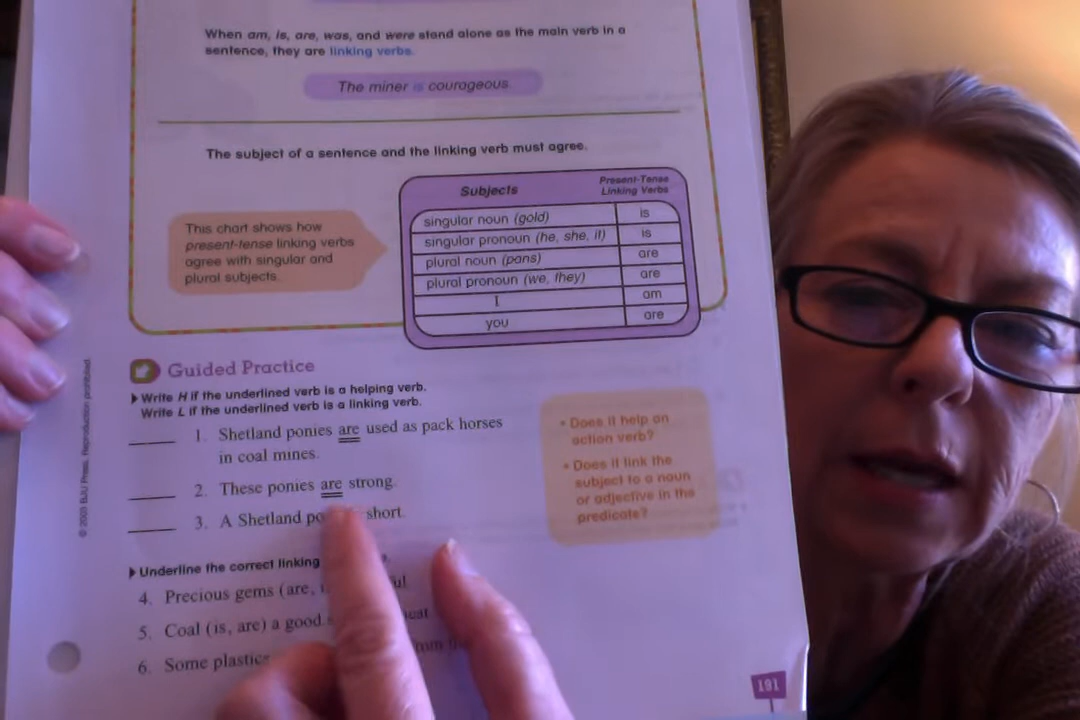 When am, is, are, was, and were stand alone as the main verb in a
sentence, they are linking verbs.
The miner is courageous
The subject of a sentence and the linking verb must agree.
This chart shows how
present-tense linking verbs
agree with singular and
plural subjects.
Subjects Present-Tense
Linking Verbs
singular noun (gold) is
singular pronoun (he, she, it) is
plural noun (pans) are
plural pronoun (we, they) are
I am
you are
Guided Practice
Write H if the underlined verb is a helping verb.
Write L if the underlined verb is a linking verb.
1. Shetland ponies are used as pack horses
in coal mines.
2. These ponies are strong.
3. A Shetland short.
• Does it help an
action verb?
• Does it link the
subject to a noun
or adjective in the
predicate?
Underline the correct linking
4. Precious gems (are,
5. Coal (is, are) a good
6. Some plastics
© 2003 BJU Press. Reproduction prohibited.
191